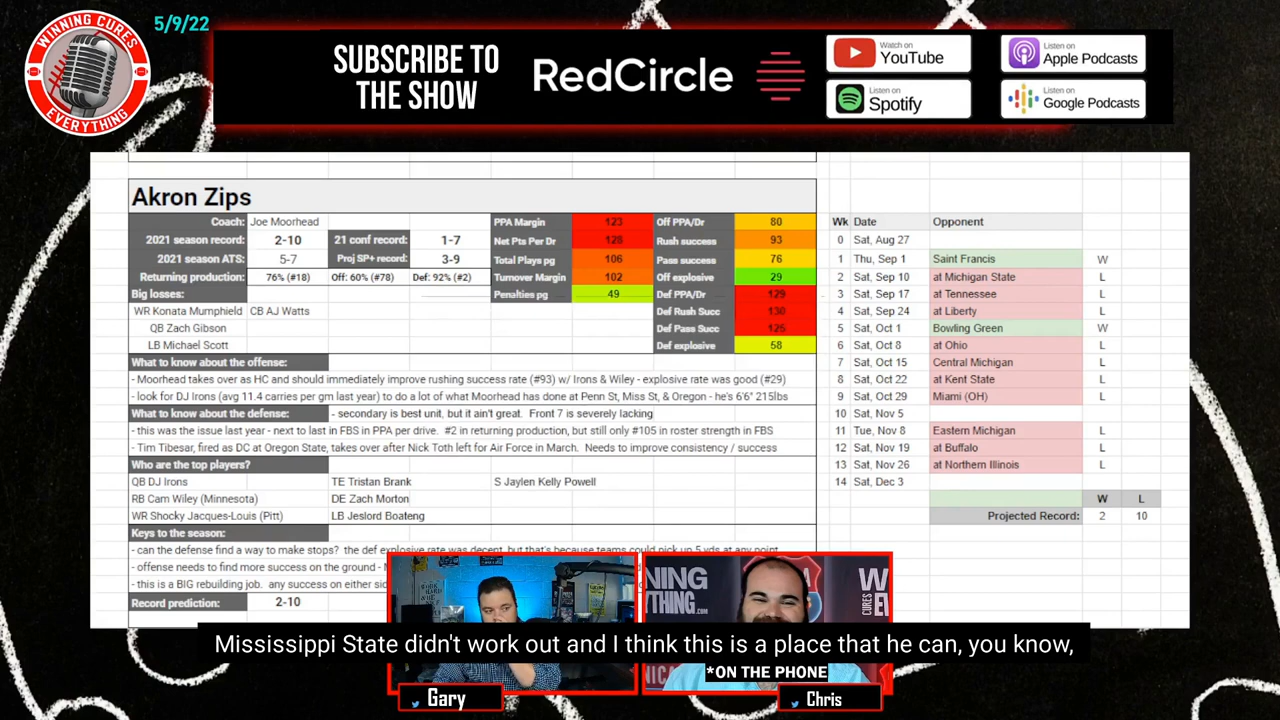 WINNING CURES
EVERYTHING
5/9/22
SUBSCRIBE TO
THE SHOW
RedCircle
Watch on
YouTube
Listen on
Apple Podcasts
Listen on
Spotify
Listen on
Google Podcasts
Akron Zips
Coach: Joe Moorhead PPA Margin 123 Off PPA/Dr 80
2021 season record: 2-10 21 conf record: 1-7 Net Pts Per Dr 128 Rush success 93
2021 season ATS: 5-7 Proj SP+ record: 3-9 Total Plays pg 106 Pass success 76
Returning production: 76% (#18) Off: 60% (#78) Def: 92% (#2) Turnover Margin 102 Off explosive 29
Big losses: Penalties pg 49 Def PPA/Dr 129
WR Konata Mumphield CB AJ Watts Def Rush Succ 130
QB Zach Gibson Def Pass Succ 125
LB Michael Scott Def explosive 58
What to know about the offense:
- Moorhead takes over as HC and should immediately improve rushing success rate (#93) w/ Irons & Wiley - explosive rate was good (#29)
- look for DJ Irons (avg 11.4 carries per gm last year) to do a lot of what Moorhead has done at Penn St, Miss St, & Oregon - he's 6'6" 215lbs
What to know about the defense: - secondary is best unit, but it ain't great. Front 7 is severely lacking
- this was the issue last year - next to last in FBS in PPA per drive. #2 in returning production, but still only #105 in roster strength in FBS
- Tim Tibesar, fired as DC at Oregon State, takes over after Nick Toth left for Air Force in March. Needs to improve consistency / success
Who are the top players?
QB DJ Irons TE Tristan Brank S Jaylen Kelly Powell
RB Cam Wiley (Minnesota) DE Zach Morton
WR Shocky Jacques-Louis (Pitt) LB Jeslord Boateng
Keys to the season:
- can the defense find a way to make stops? the def explosive rate was decent, but that's because teams could pick up 5 yds at any point
- offense needs to find more success on the ground -
- this is a BIG rebuilding job. any success on either
Record prediction: 2-10
Wk Date Opponent
0 Sat, Aug 27
1 Thu, Sep 1 Saint Francis W
2 Sat, Sep 10 at Michigan State L
3 Sat, Sep 17 at Tennessee L
4 Sat, Sep 24 at Liberty L
5 Sat, Oct 1 Bowling Green W
6 Sat, Oct 8 at Ohio L
7 Sat, Oct 15 Central Michigan L
8 Sat, Oct 22 at Kent State L
9 Sat, Oct 29 Miami (OH) L
10 Sat, Nov 5
11 Tue, Nov 8 Eastern Michigan L
12 Sat, Nov 19 at Buffalo L
13 Sat, Nov 26 at Northern Illinois L
14 Sat, Dec 3
W L
Projected Record: 2 10
Mississippi State didn't work out and I think this is a place that he can, you know,
*ON THE PHONE
Gary
Chris